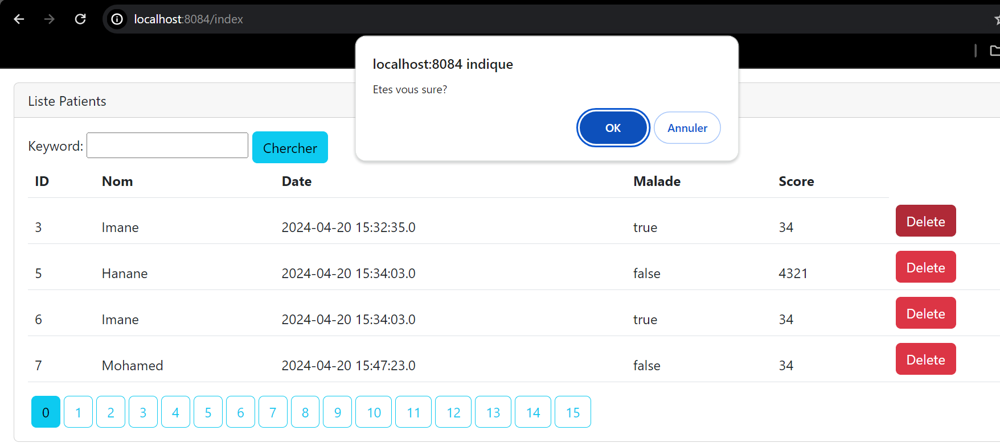 localhost:8084/index
localhost:8084 indique
Etes vous sure?
OK Annuler
Liste Patients
Keyword: Chercher
ID Nom Date Malade Score
3 Imane 2024-04-20 15:32:35.0 true 34 Delete
5 Hanane 2024-04-20 15:34:03.0 false 4321 Delete
6 Imane 2024-04-20 15:34:03.0 true 34 Delete
7 Mohamed 2024-04-20 15:47:23.0 false 34 Delete
0 1 2 3 4 5 6 7 8 9 10 11 12 13 14 15